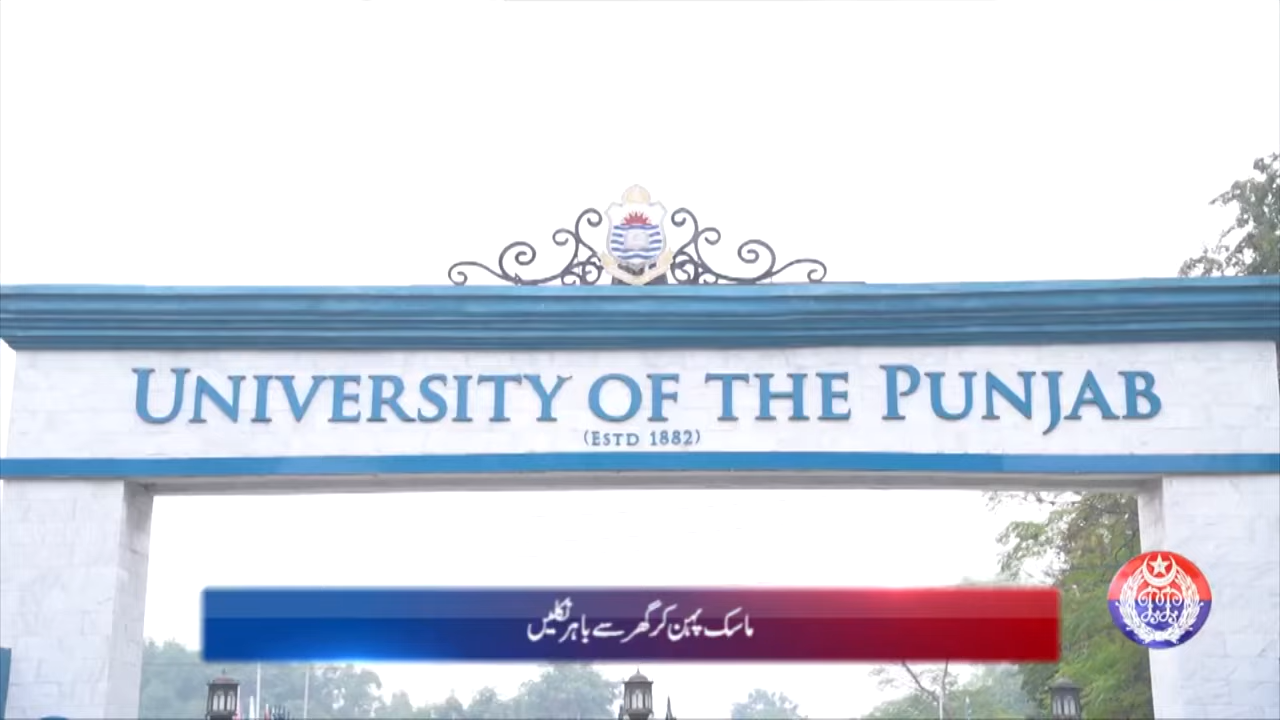 UNIVERSITY OF THE PUNJAB
(ESTD 1882)
ماسک پہن کر گھر سے باہر نکلیں